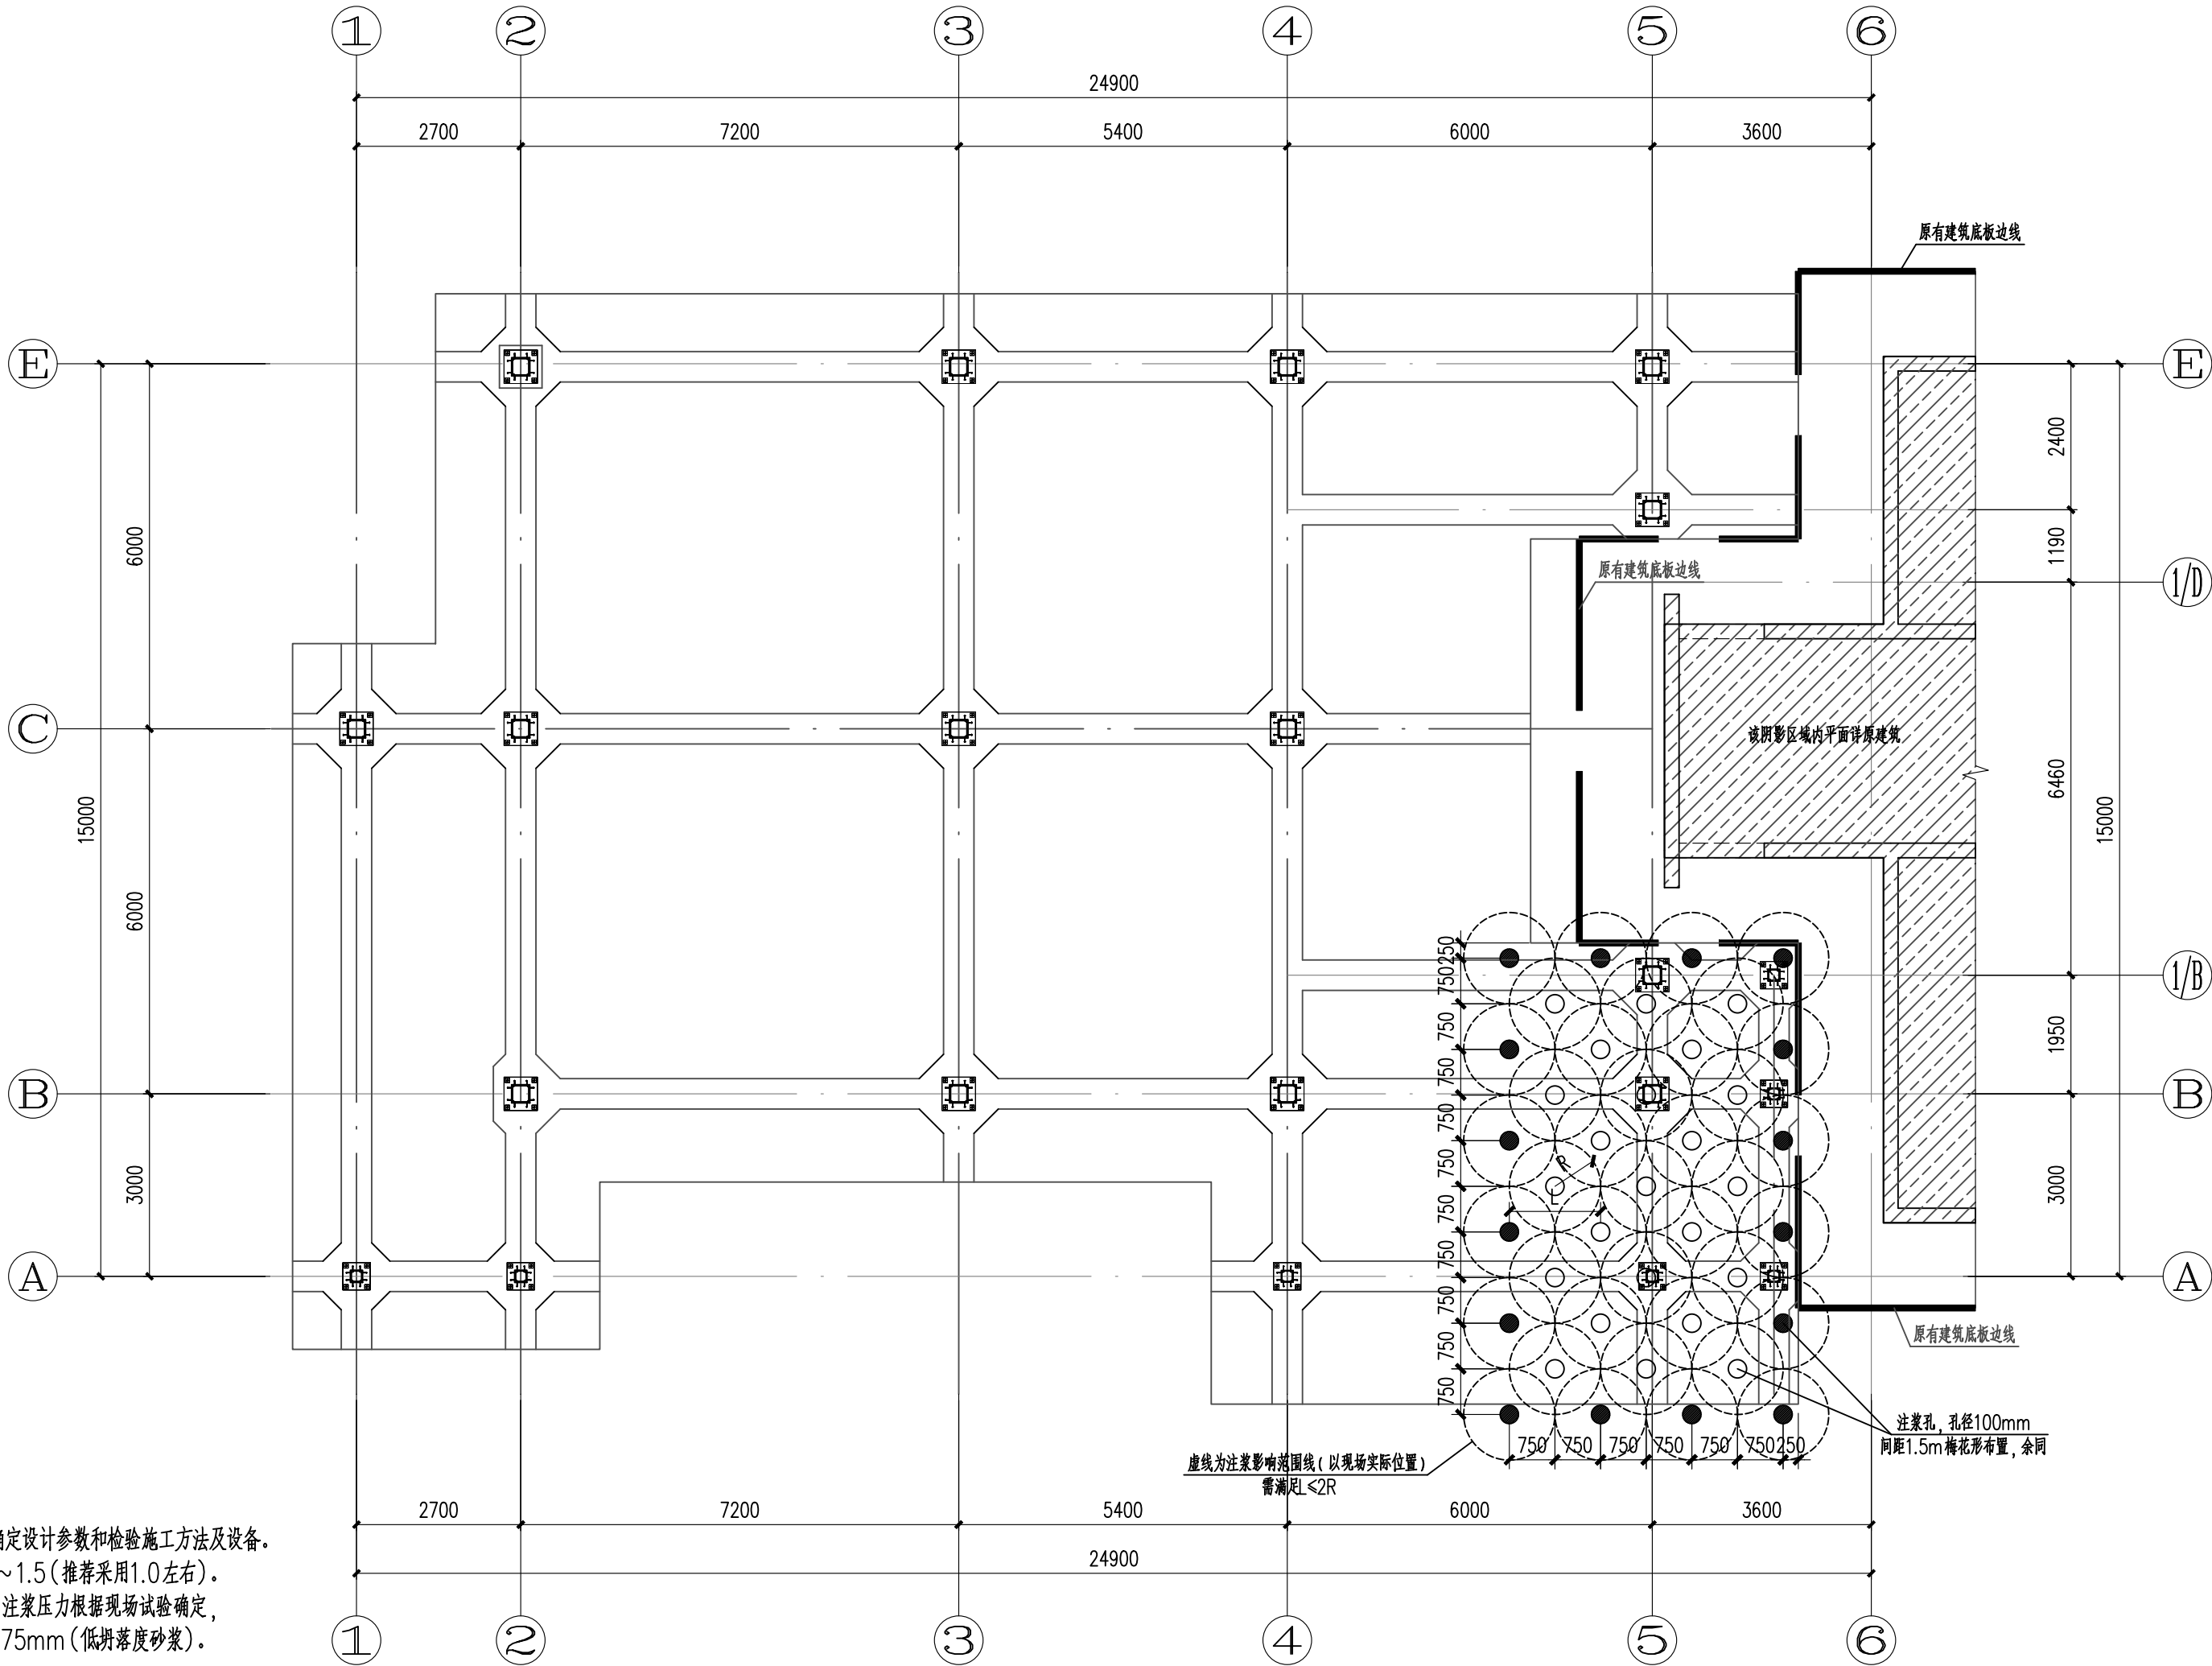 1 2 3 4 5 6
24900
2700 7200 5400 6000 3600
原有建筑底板边线
E E
2400
6000 1190
原有建筑底板边线
1/D
C
该阴影区域内平面详原建筑
15000 6460 15000
6000
250
750
1/B
750
1950
750
B B
750
750
3000 R 3000
L
750
750
A A
750
原有建筑底板边线
750
750
注浆孔,孔径100mm
间距1.5m梅花形布置,余同
750 750 750 750 750 750 250
虚线为注浆影响范围线(以现场实际位置)
需满足L≤2R
2700 7200 5400 6000 3600
24900
确定设计参数和检验施工方法及设备。
~1.5(推荐采用1.0左右)。
注浆压力根据现场试验确定,
75mm(低坍落度砂浆)。
1 2 3 4 5 6